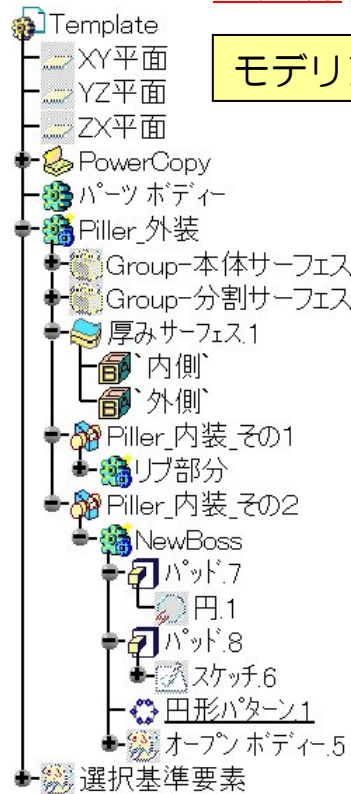 Template
XY平面
YZ平面
ZX平面
モデリ
PowerCopy
パーツ ボディー
Piller_外装
Group-本体サーフェス
Group-分割サーフェス
厚みサーフェス.1
`内側`
`外側`
Piller_内装_その1
リブ部分
Piller_内装_その2
NewBoss
パッド.7
円.1
パッド.8
スケッチ.6
円形パターン.1
オープン ボディー.5
選択基準要素